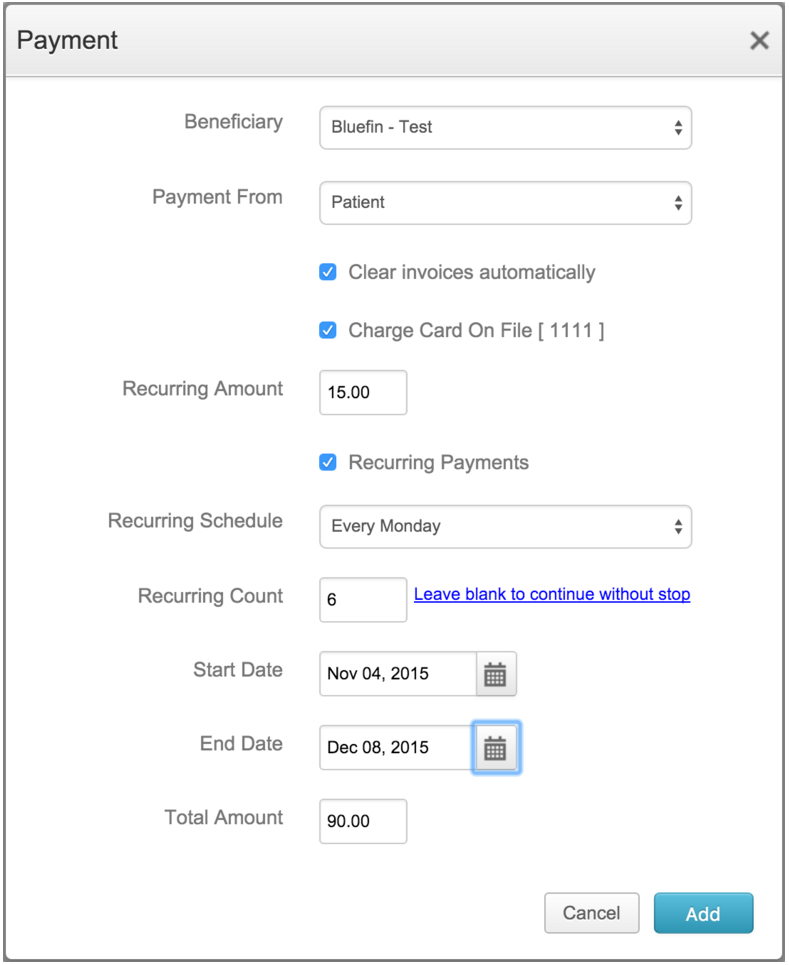 Payment
Beneficiary Bluefin - Test
Payment From Patient
Clear invoices automatically
Charge Card On File [ 1111 ]
Recurring Amount 15.00
Recurring Payments
Recurring Schedule Every Monday
Recurring Count 6 Leave blank to continue without stop
Start Date Nov 04, 2015
End Date Dec 08, 2015
Total Amount 90.00
Cancel Add